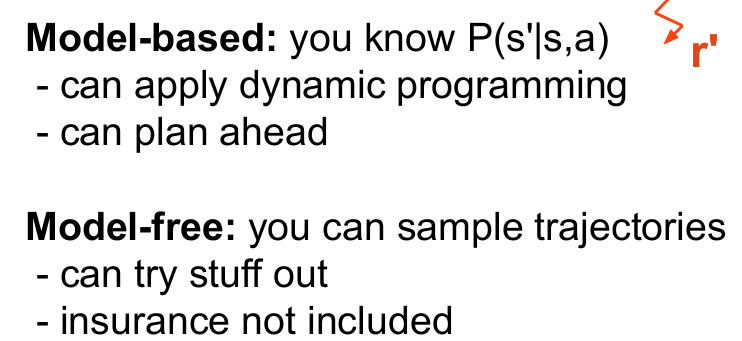 Model-based: you know P(s'|s,a)
r'
- can apply dynamic programming
- can plan ahead
Model-free: you can sample trajectories
- can try stuff out
- insurance not included